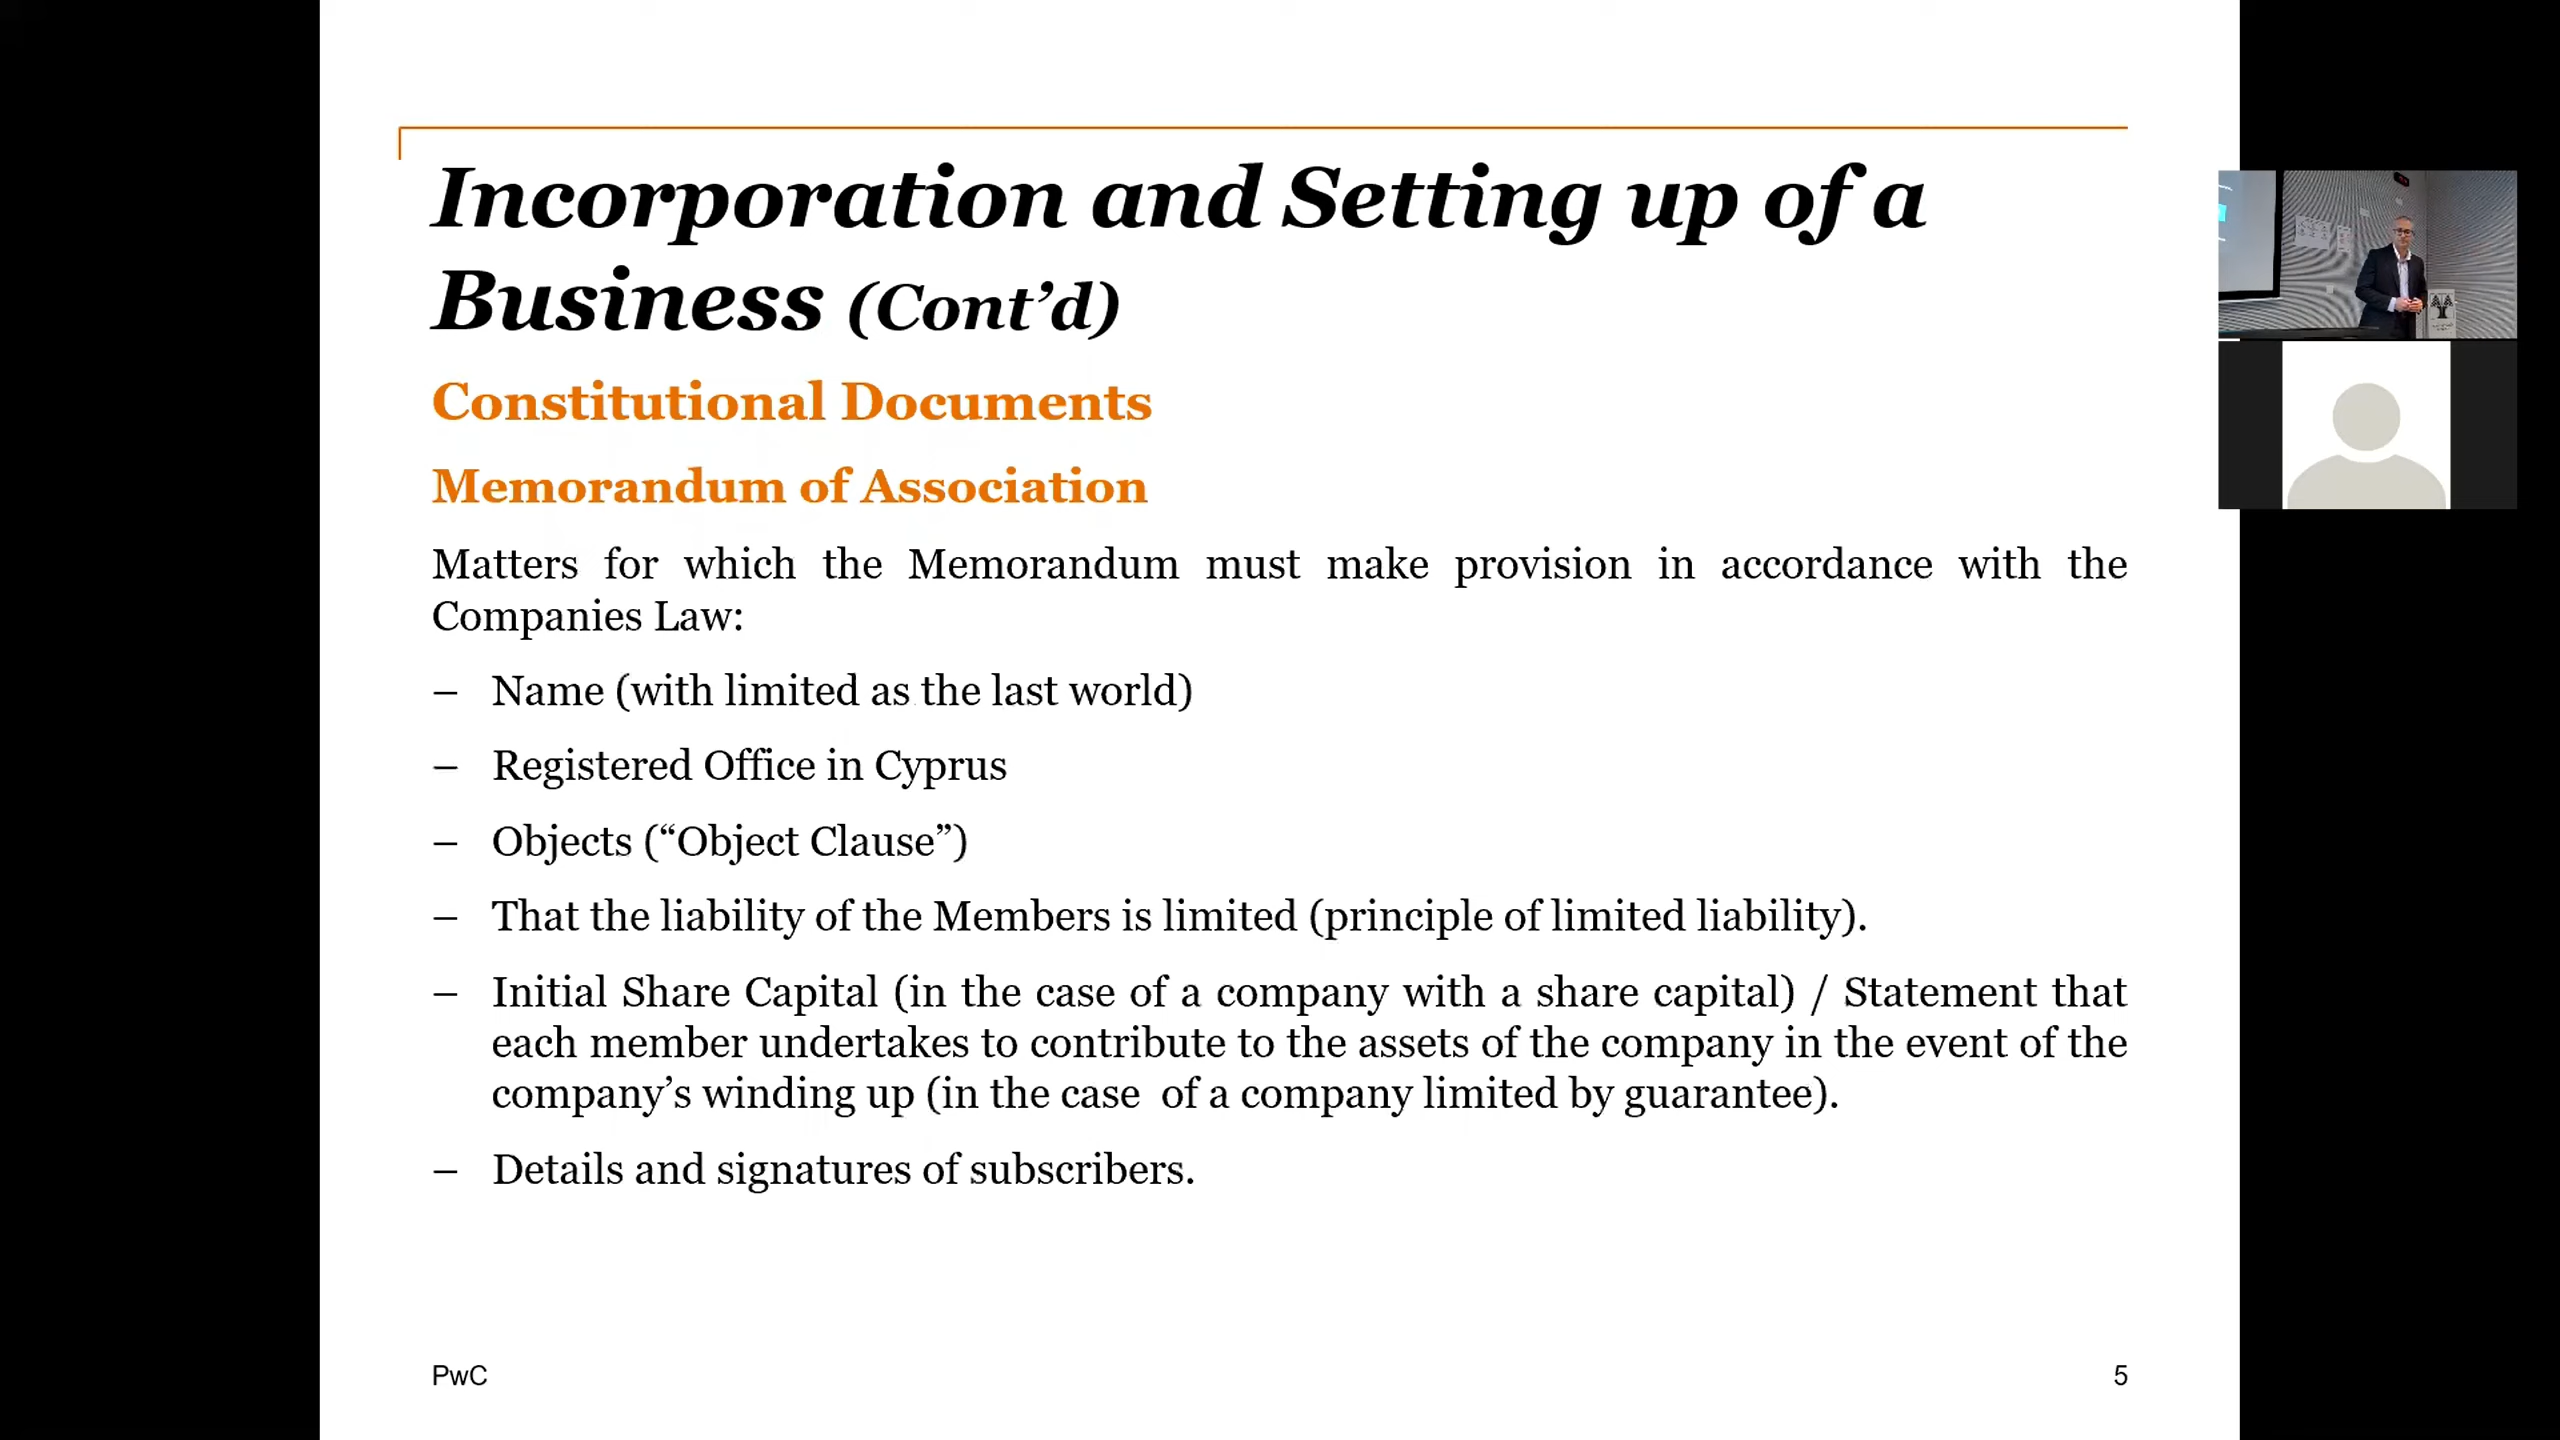 Incorporation and Setting up of a
Business (Cont’d)
Constitutional Documents
Memorandum of Association
Matters for which the Memorandum must make provision in accordance with the
Companies Law:
– Name (with limited as the last world)
– Registered Office in Cyprus
– Objects (“Object Clause”)
– That the liability of the Members is limited (principle of limited liability).
– Initial Share Capital (in the case of a company with a share capital) / Statement that
each member undertakes to contribute to the assets of the company in the event of the
company’s winding up (in the case of a company limited by guarantee).
– Details and signatures of subscribers.
PwC
5